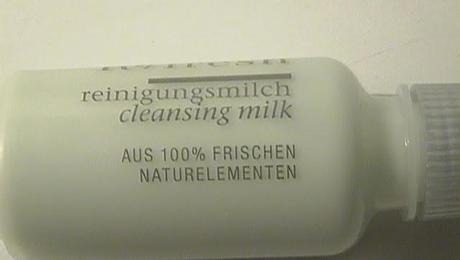 reinigungsmilch
cleansing milk
AUS 100% FRISCHEN
NATURELEMENTEN